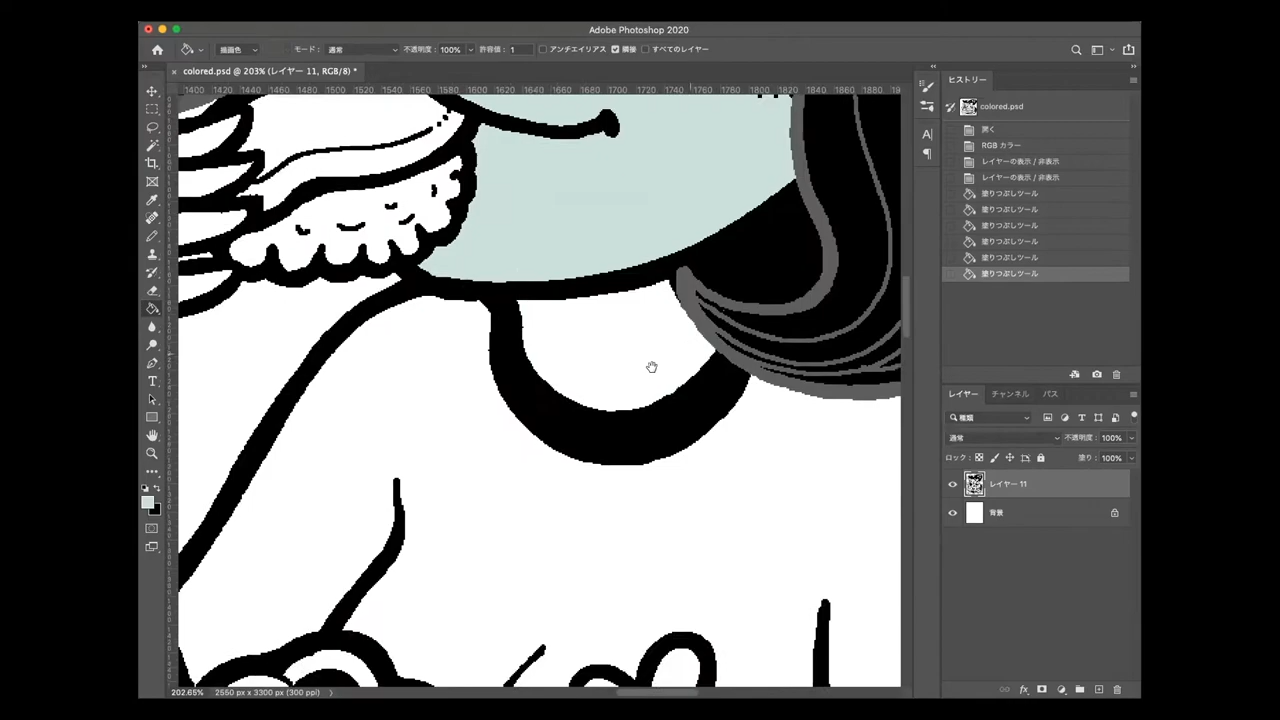 Adobe Photoshop 2020
描画色 モード： 通常 不透明度： 100% 許容値： 1 アンチエイリアス 隣接 すべてのレイヤー
× colored.psd @ 203% (レイヤー 11, RGB/8) *
1400 1420 1440 1460 1480 1500 1520 1540 1560 1580 1600 1620 1640 1660 1680 1700 1720 1740 1760 1780 1800 1820 1840 1860 1880
ヒストリー
colored.psd
開く
RGB カラー
レイヤーの表示 / 非表示
レイヤーの表示 / 非表示
塗りつぶしツール
塗りつぶしツール
塗りつぶしツール
塗りつぶしツール
塗りつぶしツール
塗りつぶしツール
レイヤー チャンネル パス
種類
通常 不透明度： 100%
ロック： 塗り： 100%
レイヤー 11
背景
202.65% 2550 px x 3300 px (300 ppi)